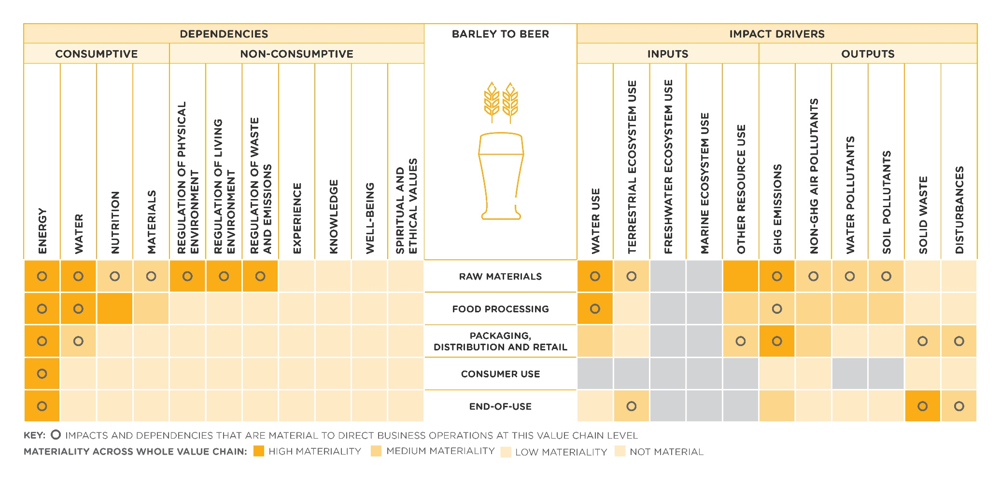 DEPENDENCIES
BARLEY TO BEER
IMPACT DRIVERS
CONSUMPTIVE
NON-CONSUMPTIVE
INPUTS
OUTPUTS
ENERGY
WATER
NUTRITION
MATERIALS
REGULATION OF PHYSICAL
ENVIRONMENT
REGULATION OF LIVING
ENVIRONMENT
REGULATION OF WASTE
AND EMISSIONS
EXPERIENCE
KNOWLEDGE
WELL-BEING
SPIRITUAL AND
ETHICAL VALUES
WATER USE
TERRESTRIAL ECOSYSTEM USE
FRESHWATER ECOSYSTEM USE
MARINE ECOSYSTEM USE
OTHER RESOURCE USE
GHG EMISSIONS
NON-GHG AIR POLLUTANTS
WATER POLLUTANTS
SOIL POLLUTANTS
SOLID WASTE
DISTURBANCES
RAW MATERIALS
FOOD PROCESSING
PACKAGING,
DISTRIBUTION AND RETAIL
CONSUMER USE
END-OF-USE
KEY: IMPACTS AND DEPENDENCIES THAT ARE MATERIAL TO DIRECT BUSINESS OPERATIONS AT THIS VALUE CHAIN LEVEL
MATERIALITY ACROSS WHOLE VALUE CHAIN: HIGH MATERIALITY MEDIUM MATERIALITY LOW MATERIALITY NOT MATERIAL